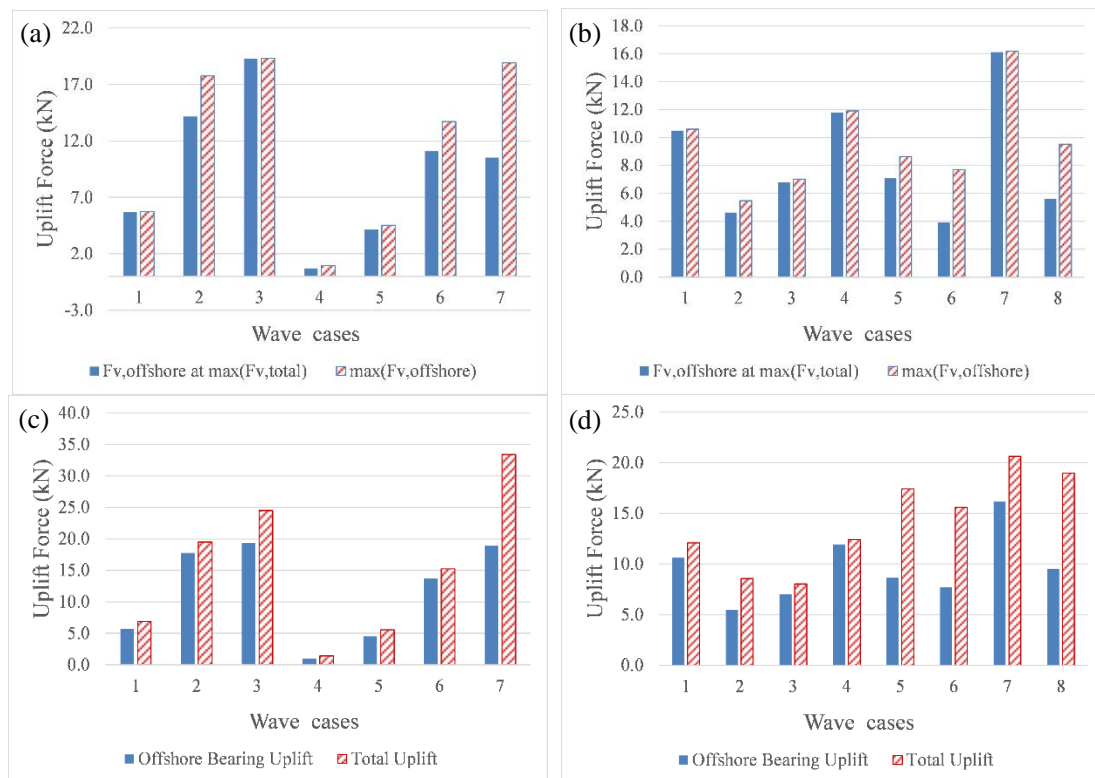 (a)
Uplift Force (kN)
22.0
17.0
12.0
7.0
2.0
-3.0
1 2 3 4 5 6 7
Wave cases
Fv,offshore at max(Fv,total) max(Fv,offshore)
(b)
Uplift Force (kN)
18.0
16.0
14.0
12.0
10.0
8.0
6.0
4.0
2.0
0.0
1 2 3 4 5 6 7 8
Wave cases
Fv,offshore at max(Fv,total) max(Fv,offshore)
(c)
Uplift Force (kN)
40.0
35.0
30.0
25.0
20.0
15.0
10.0
5.0
0.0
1 2 3 4 5 6 7
Wave cases
Offshore Bearing Uplift Total Uplift
(d)
Uplift Force (kN)
25.0
20.0
15.0
10.0
5.0
0.0
1 2 3 4 5 6 7 8
Wave cases
Offshore Bearing Uplift Total Uplift